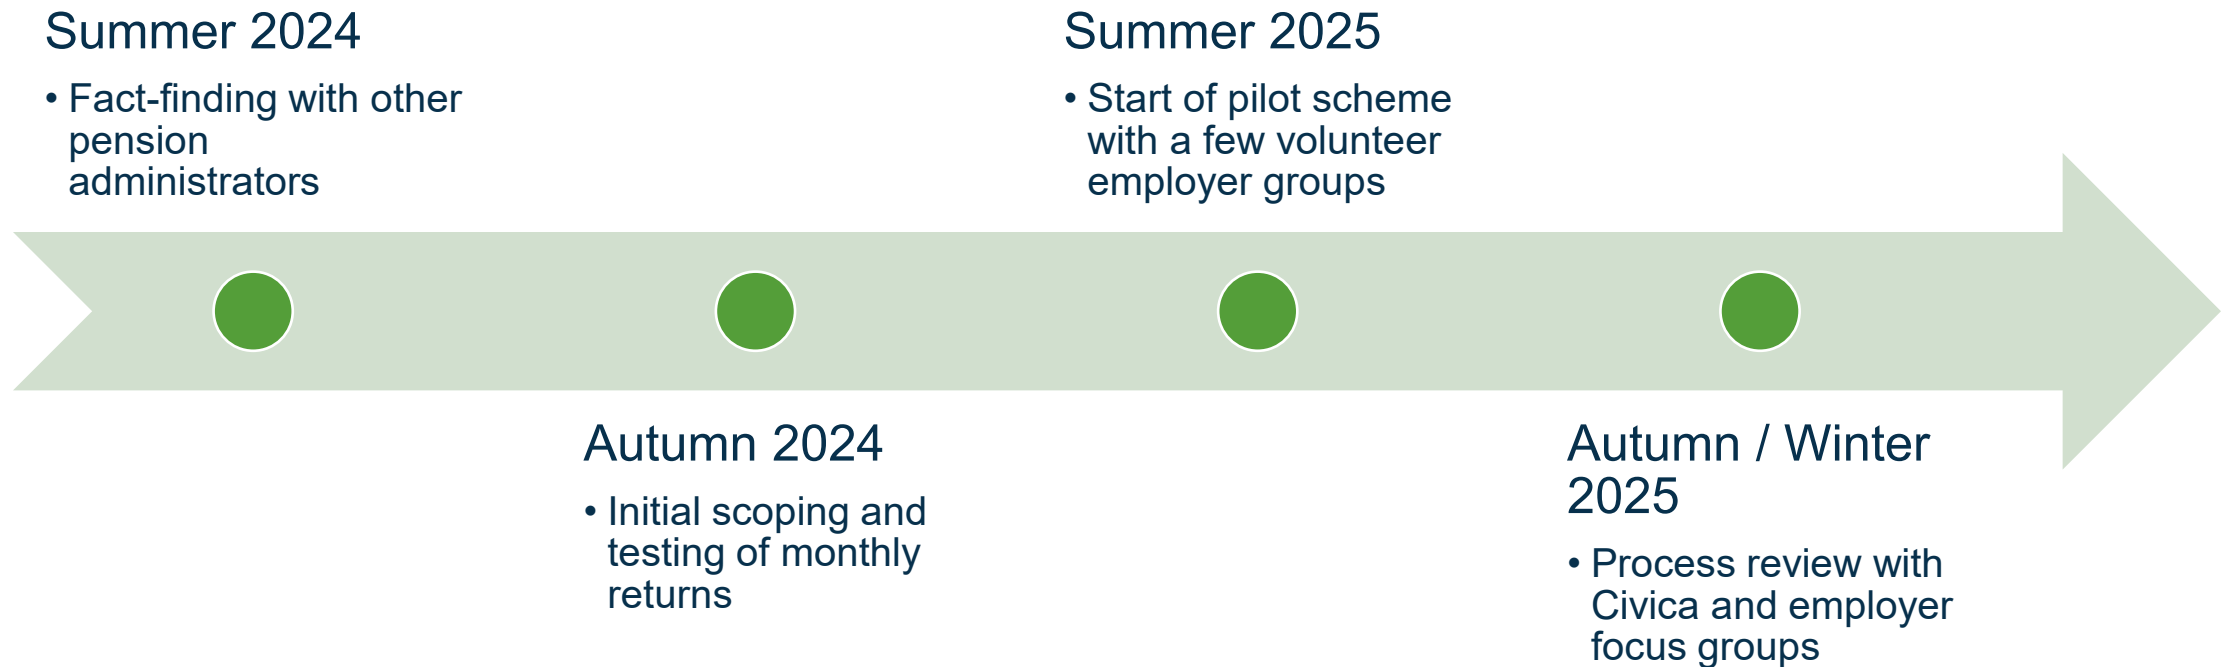 Summer 2024
• Fact-finding with other
pension
administrators
Autumn 2024
• Initial scoping and
testing of monthly
returns
Summer 2025
• Start of pilot scheme
with a few volunteer
employer groups
Autumn / Winter
2025
• Process review with
Civica and employer
focus groups